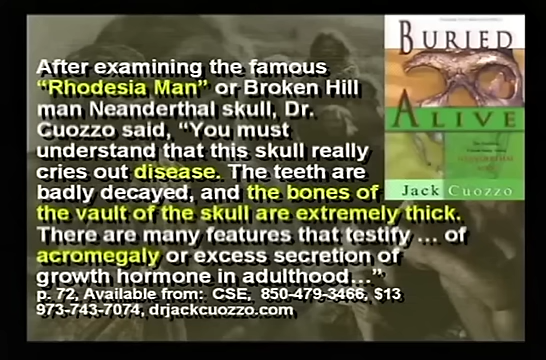 BURIED
ALIVE
Jack Cuozzo
After examining the famous
“Rhodesia Man” or Broken Hill
man Neanderthal skull, Dr.
Cuozzo said, “You must
understand that this skull really
cries out disease. The teeth are
badly decayed, and the bones of
the vault of the skull are extremely thick.
There are many features that testify … of
acromegaly or excess secretion of
growth hormone in adulthood…”
p. 72, Available from: CSE, 850-479-3466, $13
973-743-7074, drjackcuozzo.com